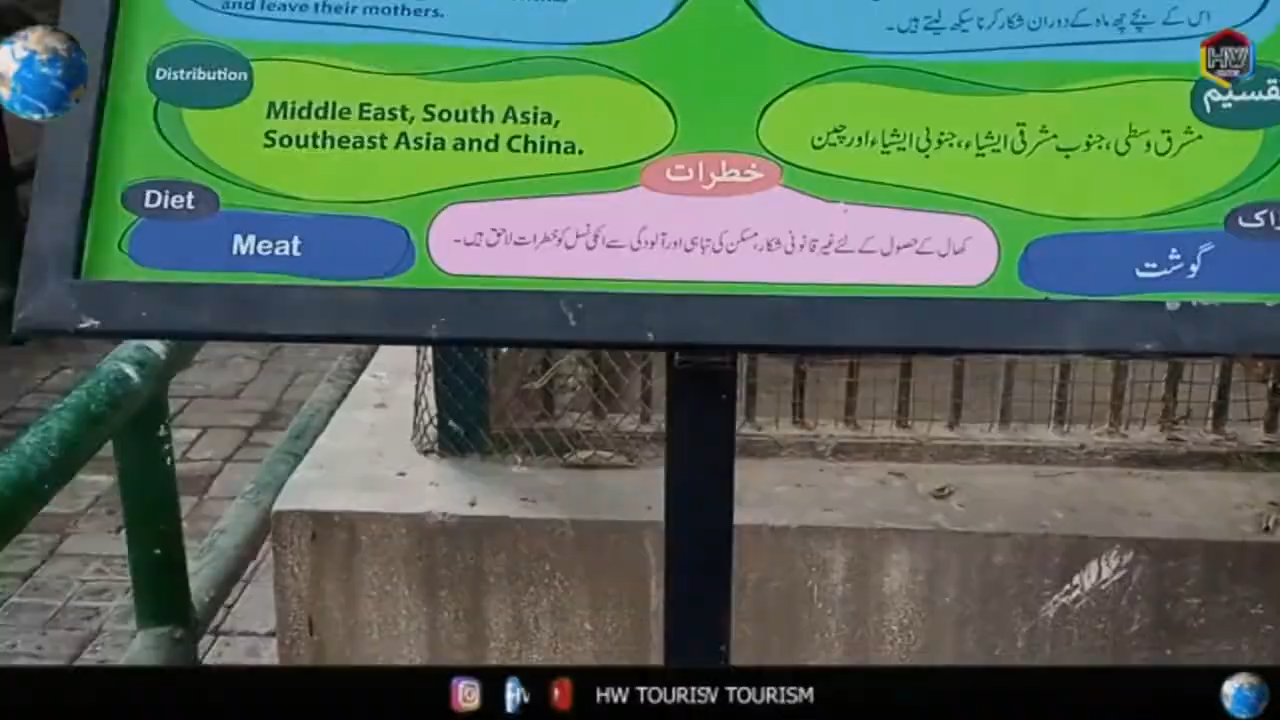 and leave their mothers.
اس کے بچے چھ ماہ کے دوران شکار کرنا سیکھ لیتے ہیں۔
HW
Distribution
Middle East, South Asia,
Southeast Asia and China.
مشرق وسطی، جنوب مشرقی ایشیاء، جنوبی ایشیاء اور چین
خطرات
کھال کے حصول کے لئے غیر قانونی شکار، مسکن کی تباہی اور آلودگی سے انکی نسل کو خطرات لاحق ہیں۔
Diet
Meat
گوشت
HW TOURISV TOURISM